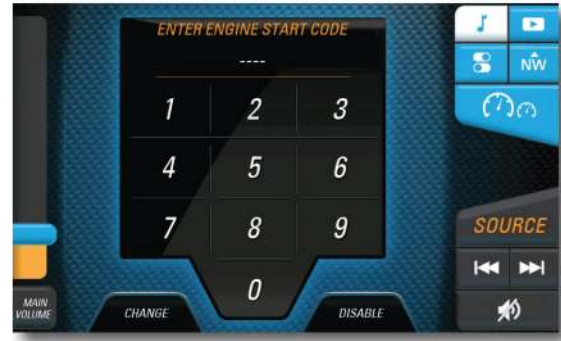 ENTER ENGINE START CODE
----
1 2 3
4 5 6
7 8 9
0
CHANGE
DISABLE
MAIN
VOLUME
NW
SOURCE